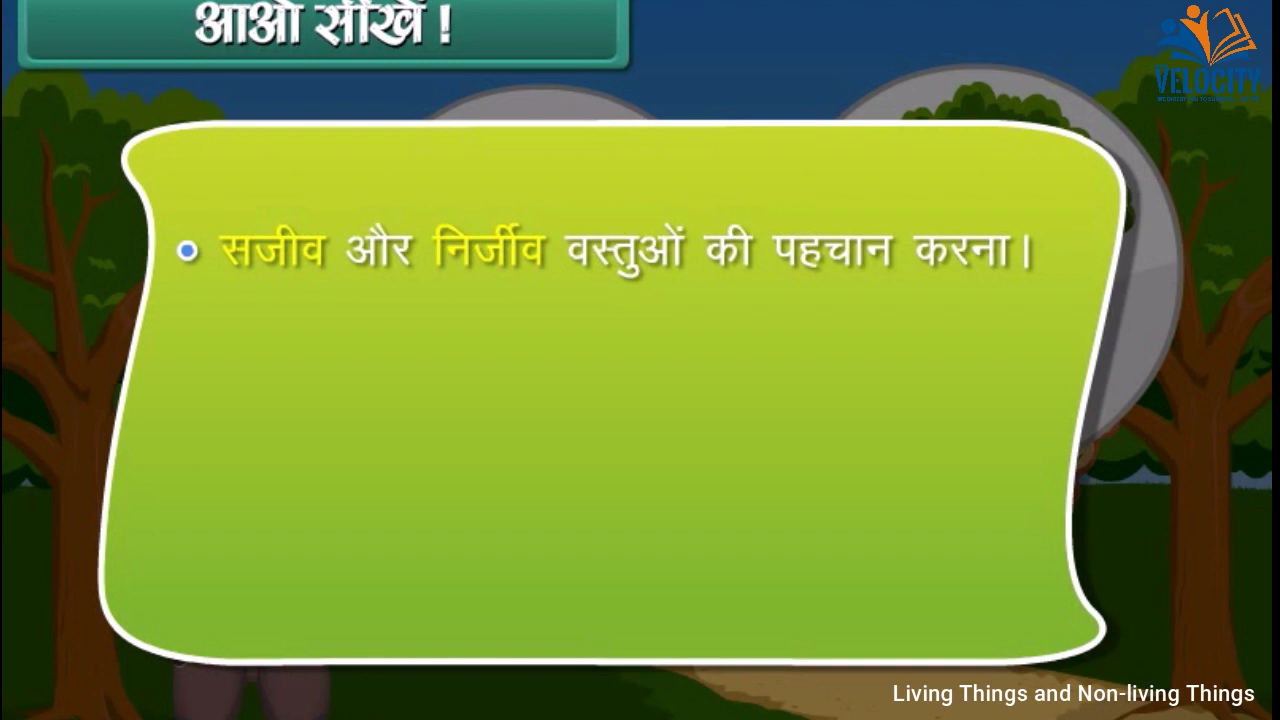 आओ सीखें !
सजीव और निर्जीव वस्तुओं की पहचान करना।
VELOCITY
Living Things and Non-living Things